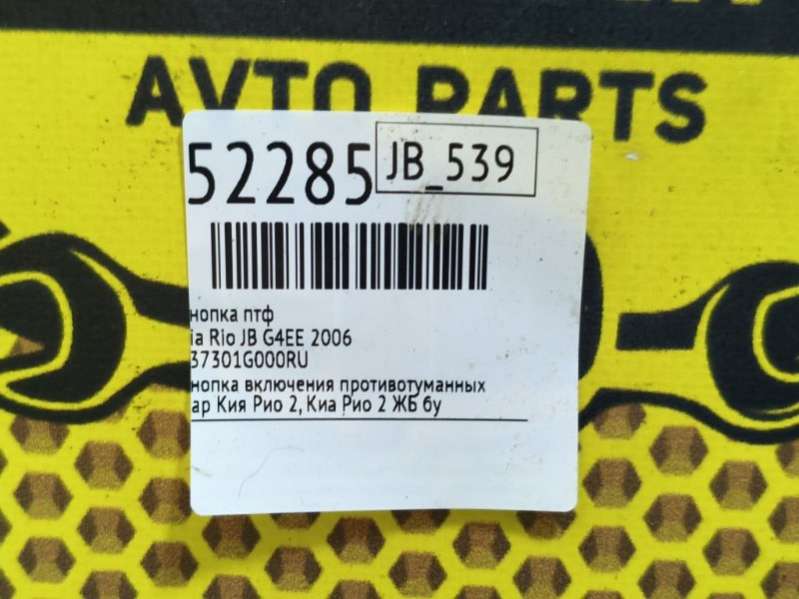 AVTO PARTS
52285
JB_539
нопка птф
ia Rio JB G4EE 2006
37301G000RU
нопка включения противотуманных
ар Кия Рио 2, Киа Рио 2 ЖБ бу